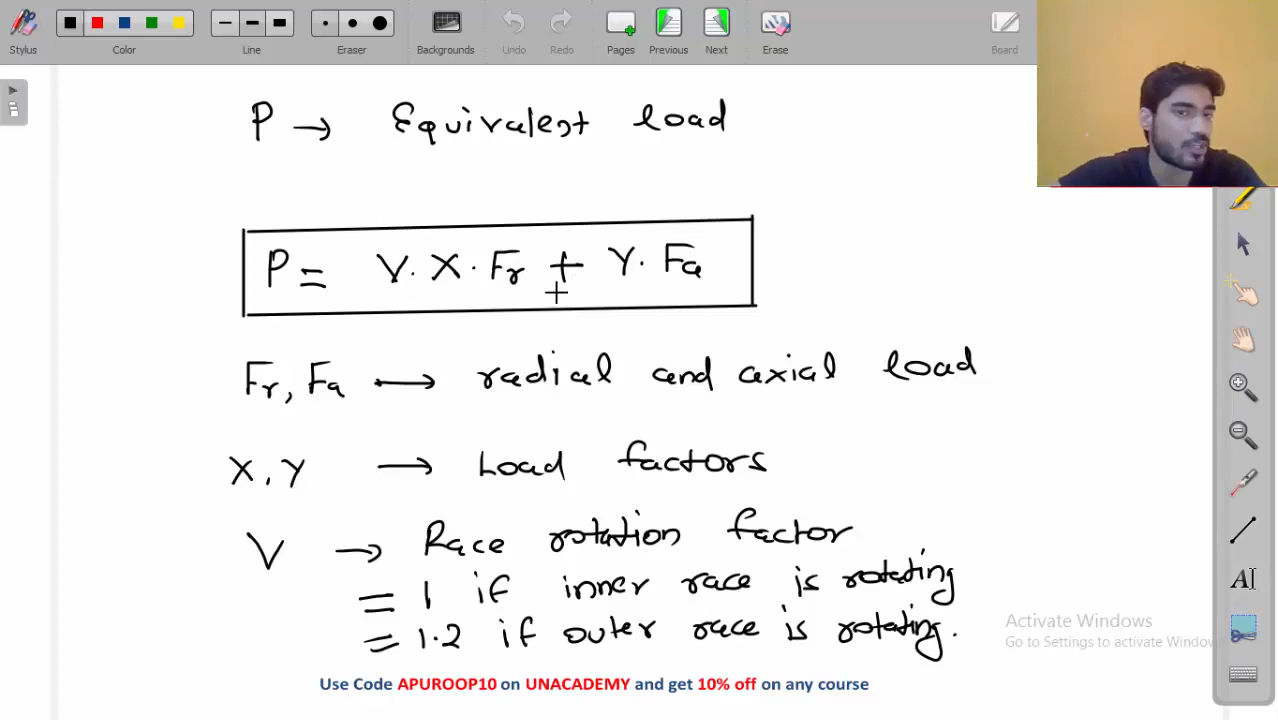 Stylus
Color
Line
Eraser
Backgrounds
Undo
Redo
Pages
Previous
Next
Erase
Board
P → Equivalent load
P = V. X. Fr + Y. Fa
Fr, Fa → radial and axial load
X, Y → Load factors
V → Race rotation factor
= 1 if inner race is rotating
= 1.2 if outer race is rotating.
A
Activate Windows
Go to Settings to activate Windows
Use Code APUROOP10 on UNACADEMY and get 10% off on any course